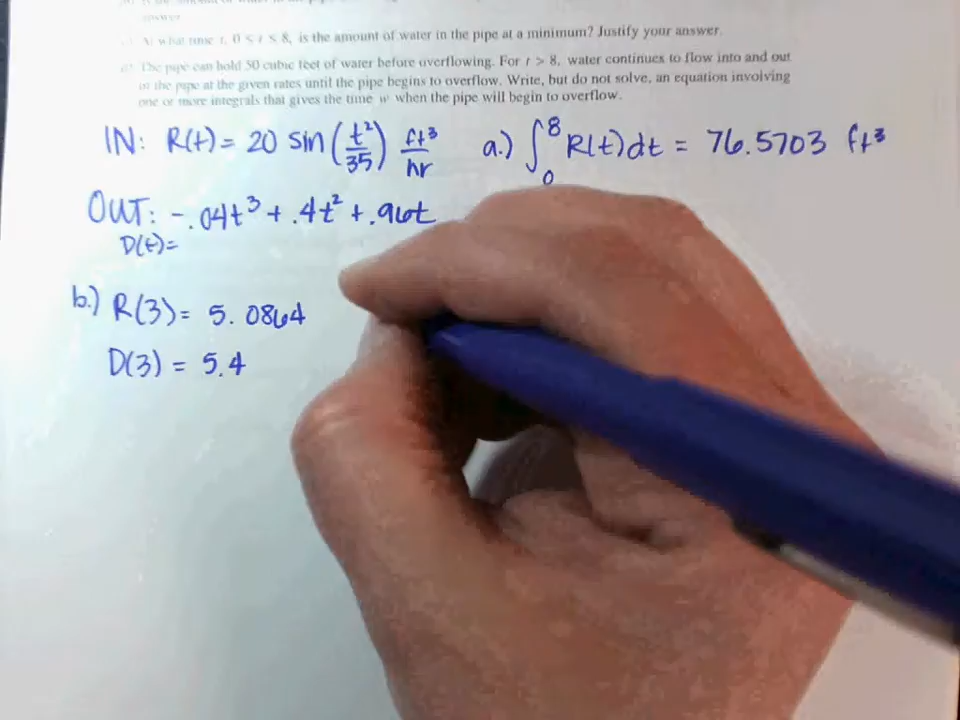 answer.
At what time t, 0 ≤ t ≤ 8, is the amount of water in the pipe at a minimum? Justify your answer.
The pipe can hold 50 cubic feet of water before overflowing. For t > 8, water continues to flow into and out
of the pipe at the given rates until the pipe begins to overflow. Write, but do not solve, an equation involving
one or more integrals that gives the time w when the pipe will begin to overflow.
IN: R(t) = 20 sin (t²/35) ft³/hr a.) ∫₀⁸ R(t)dt = 76.5703 ft³
OUT: -.04t³ + .4t² + .96t
D(t)=
b.) R(3) = 5.0864
D(3) = 5.4